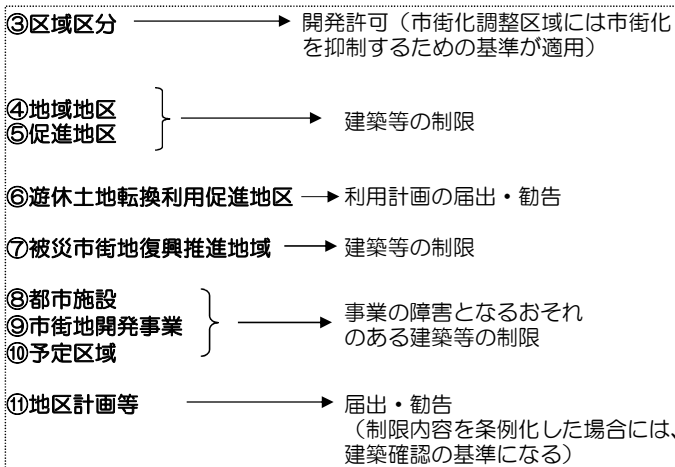 ③区域区分 開発許可（市街化調整区域には市街化
を抑制するための基準が適用）
④地域地区
⑤促進地区
建築等の制限
⑥遊休土地転換利用促進地区 利用計画の届出・勧告
⑦被災市街地復興推進地域 建築等の制限
⑧都市施設
⑨市街地開発事業
⑩予定区域
事業の障害となるおそれ
のある建築等の制限
⑪地区計画等 届出・勧告
（制限内容を条例化した場合には、
建築確認の基準になる）